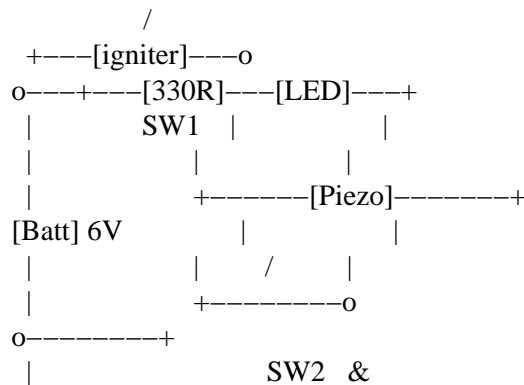 /
+−−−[igniter]−−−o
o−−−+−−−[330R]−−−[LED]−−−+
| SW1 | |
| | |
| +−−−−−−[Piezo]−−−−−−−+
[Batt] 6V | |
| | / |
| +−−−−−−−−o
o−−−−−−−−+
| SW2 &